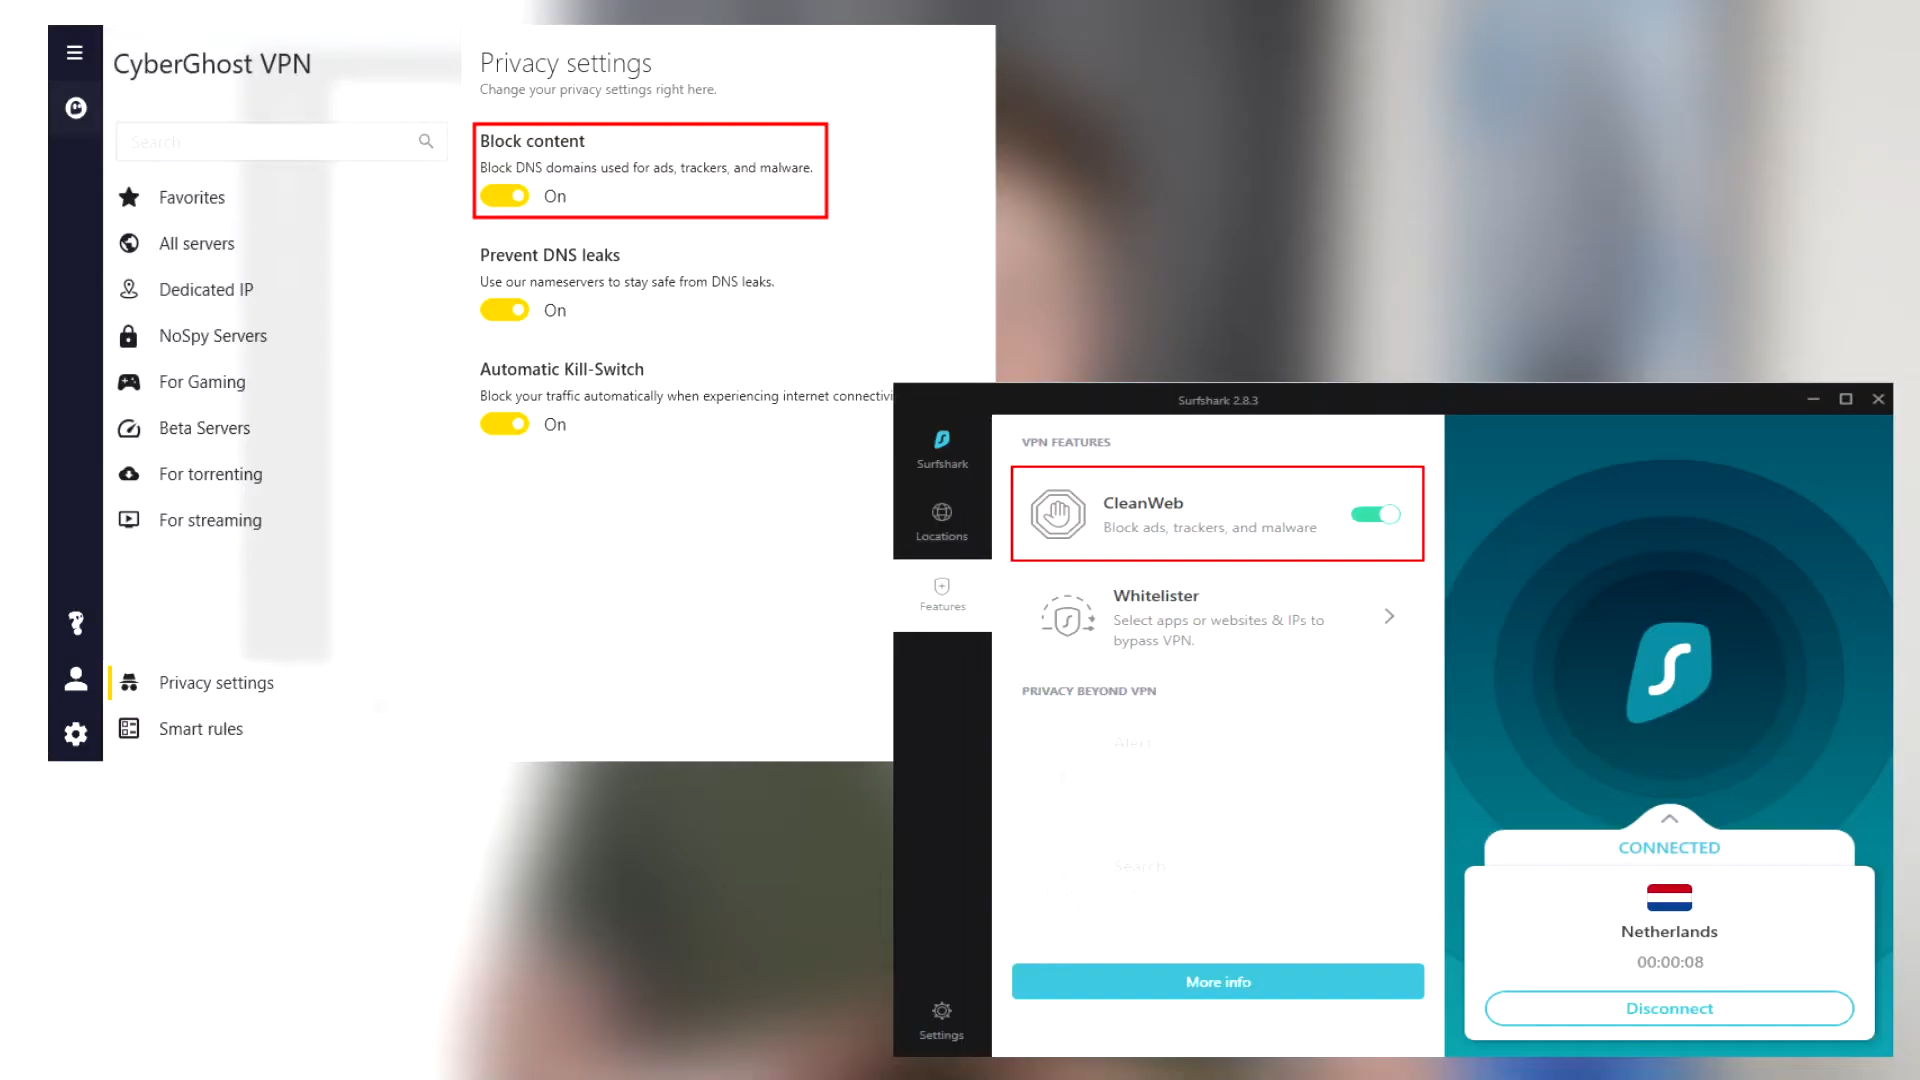 CyberGhost VPN
Search
Favorites
All servers
Dedicated IP
NoSpy Servers
For Gaming
Beta Servers
For torrenting
For streaming
Privacy settings
Smart rules
Privacy settings
Change your privacy settings right here.
Block content
Block DNS domains used for ads, trackers, and malware.
On
Prevent DNS leaks
Use our nameservers to stay safe from DNS leaks.
On
Automatic Kill-Switch
Block your traffic automatically when experiencing internet
On
Surfshark 2.8.3
Surfshark
Locations
Features
Settings
VPN FEATURES
CleanWeb
Block ads, trackers, and malware
Whitelister
Select apps or websites & IPs to
bypass VPN.
PRIVACY BEYOND VPN
Alert
Search
More info
CONNECTED
Netherlands
00:00:08
Disconnect